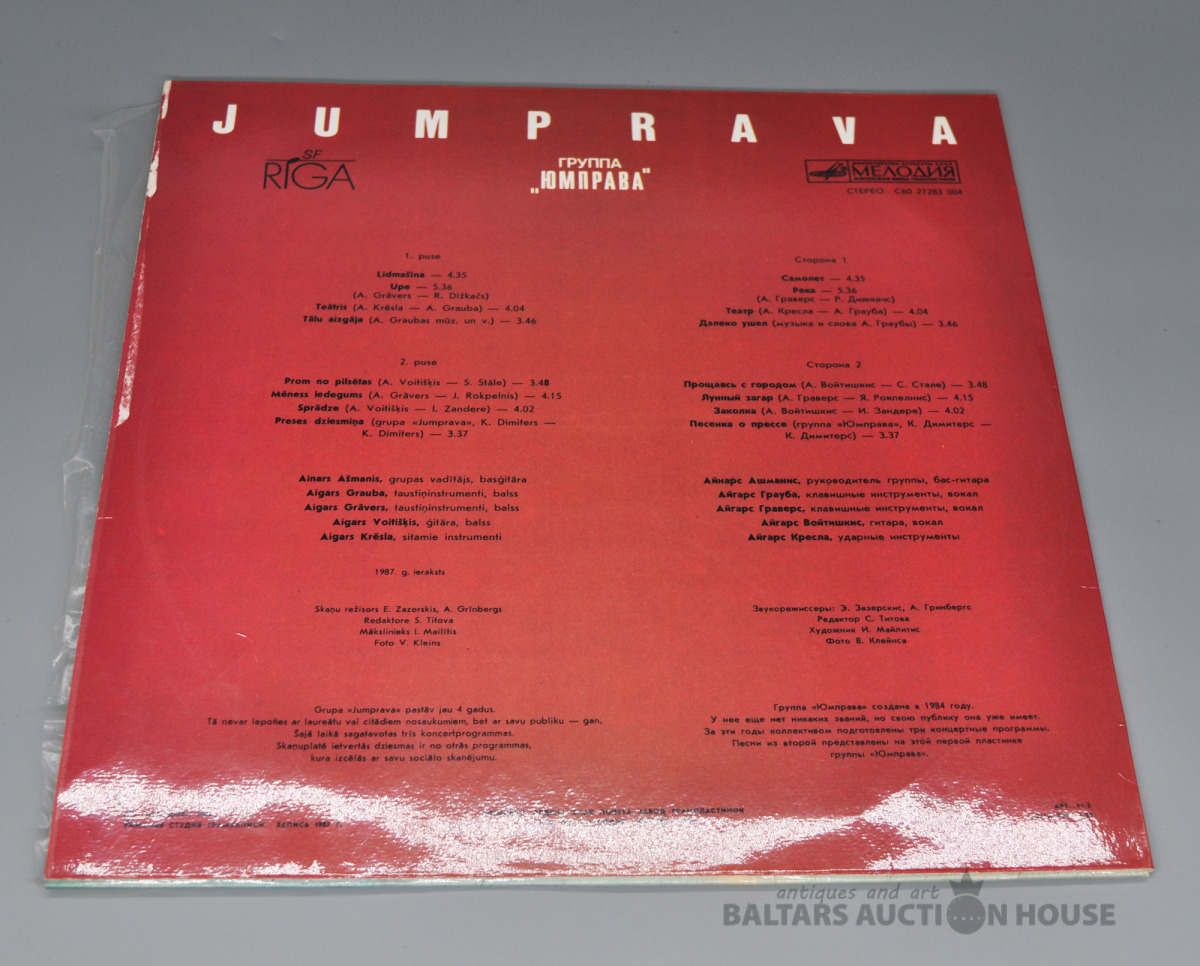 JUMPRAVA
SF
RĪGA
ГРУППА
„ЮМПРАВА"
МЕЛОДИЯ
СТЕРЕО С60 27283 004
1. puse
Lidmašīna — 4.35
Upe — 5.36
(A. Grāvers — R. Dižkačs)
Teātris (A. Krēsla — A. Grauba) — 4.04
Tālu aizgāja (A. Graubas mūz. un v.) — 3.46
2. puse
Prom no pilsētas (A. Voitišķis — S. Stāle) — 3.48
Mēness iedegums (A. Grāvers — J. Rokpelnis) — 4.15
Sprādze (A. Voitišķis — I. Zandere) — 4.02
Preses dziesmiņa (grupa «Jumprava», K. Dimiters —
K. Dimiters) — 3.37
Ainars Ašmanis, grupas vadītājs, basģitāra
Aigars Grauba, taustiņinstrumenti, balss
Aigars Grāvers, taustiņinstrumenti, balss
Aigars Voitišķis, ģitāra, balss
Aigars Krēsla, sitamie instrumenti
1987. g. ieraksts
Skaņu režisors E. Zazerskis, A. Grīnbergs
Redaktore S. Titova
Mākslinieks I. Mailītis
Foto V. Kleins
Grupa «Jumprava» pastāv jau 4 gadus.
Tā nevar lepoties ar laureātu vai citādiem nosaukumiem, bet ar savu publiku — gan.
Šajā laikā sagatavotas trīs koncertprogrammas.
Skaņuplatē ietvertās dziesmas ir no otrās programmas,
kura izcēlās ar savu sociālo skanējumu.
Сторона 1
Самолет — 4.35
Река — 5.36
(А. Граверс — Р. Дижкачс)
Театр (А. Кресла — А. Грауба) — 4.04
Далеко ушел (музыка и слова А. Граубы) — 3.46
Сторона 2
Прощаясь с городом (А. Войтишкис — С. Стале) — 3.48
Лунный загар (А. Граверс — Я. Рокпелнис) — 4.15
Заколка (А. Войтишкис — И. Зандере) — 4.02
Песенка о прессе (группа «Юмправа», К. Димитерс —
К. Димитерс) — 3.37
Айнарс Ашманис, руководитель группы, бас-гитара
Айгарс Грауба, клавишные инструменты, вокал
Айгарс Граверс, клавишные инструменты, вокал
Айгарс Войтишкис, гитара, вокал
Айгарс Кресла, ударные инструменты
Звукорежиссеры: Э. Зазерскис, А. Гринбергс
Редактор С. Титова
Художник И. Майлитис
Фото В. Клейнса
Группа «Юмправа» создана в 1984 году.
У нее еще нет никаких званий, но свою публику она уже имеет.
За эти годы коллективом подготовлены три концертные программы,
Песни из второй представлены на этой первой пластинке
группы «Юмправа».
СТУДИЯ ГРАМЗАПИСИ. ЗАПИСЬ 1987 г.
ЗАВОД ГРАМПЛАСТИНОК
antiques and art
BALTARS AUCTION HOUSE